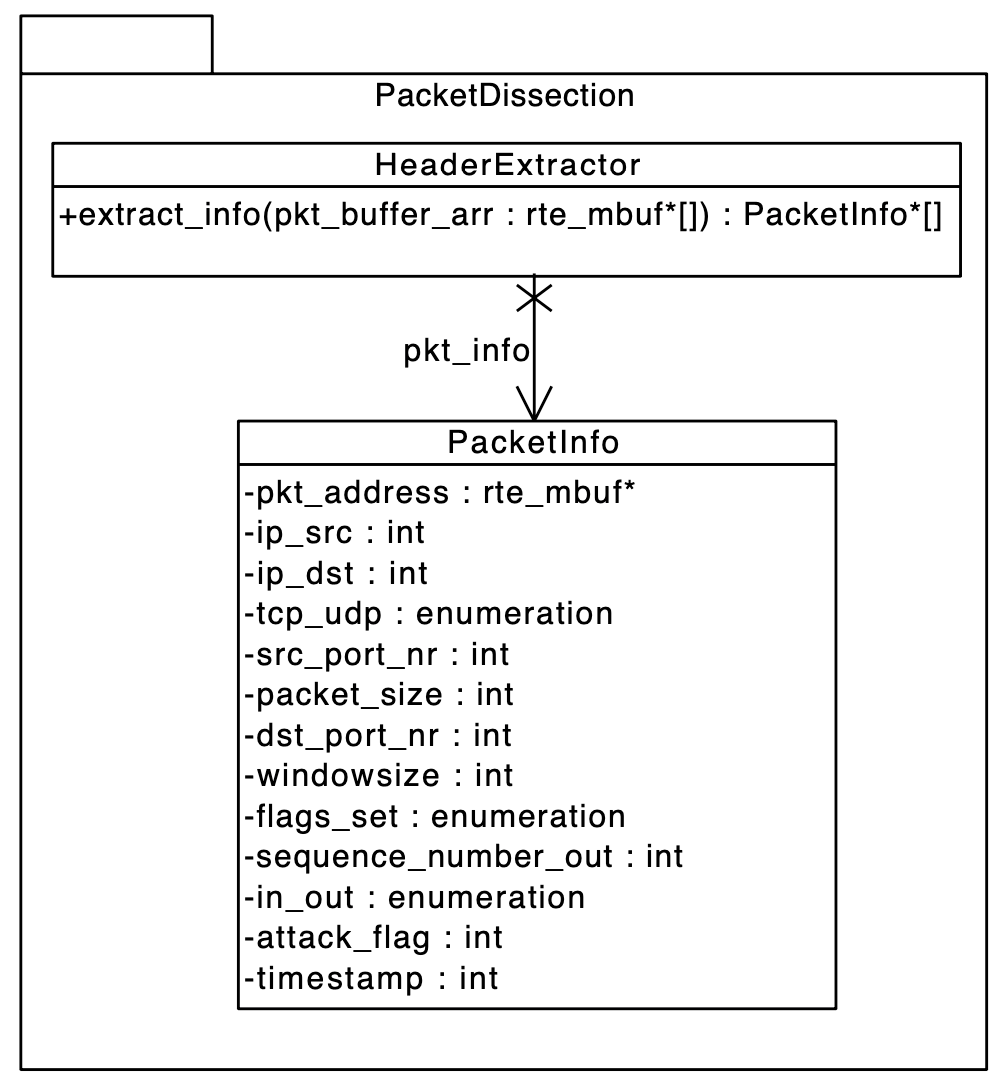 PacketDissection
HeaderExtractor
+extract_info(pkt_buffer_arr : rte_mbuf*[]) : PacketInfo*[]
pkt_info
PacketInfo
-pkt_address : rte_mbuf*
-ip_src : int
-ip_dst : int
-tcp_udp : enumeration
-src_port_nr : int
-packet_size : int
-dst_port_nr : int
-windowsize : int
-flags_set : enumeration
-sequence_number_out : int
-in_out : enumeration
-attack_flag : int
-timestamp : int